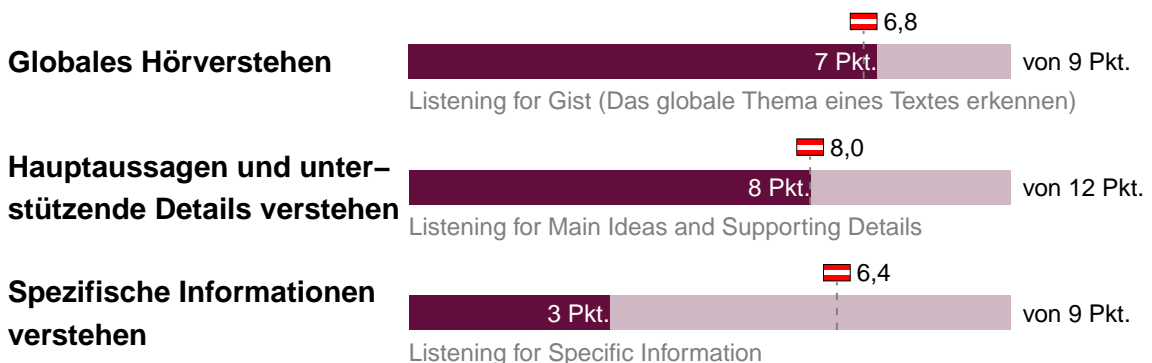 6,8
Globales Hörverstehen 7 Pkt. von 9 Pkt.
Listening for Gist (Das globale Thema eines Textes erkennen)
8,0
Hauptaussagen und unter−
8 Pkt. von 12 Pkt.
stützende Details verstehen
Listening for Main Ideas and Supporting Details
6,4
Spezifische Informationen
3 Pkt. von 9 Pkt.
verstehen
Listening for Specific Information